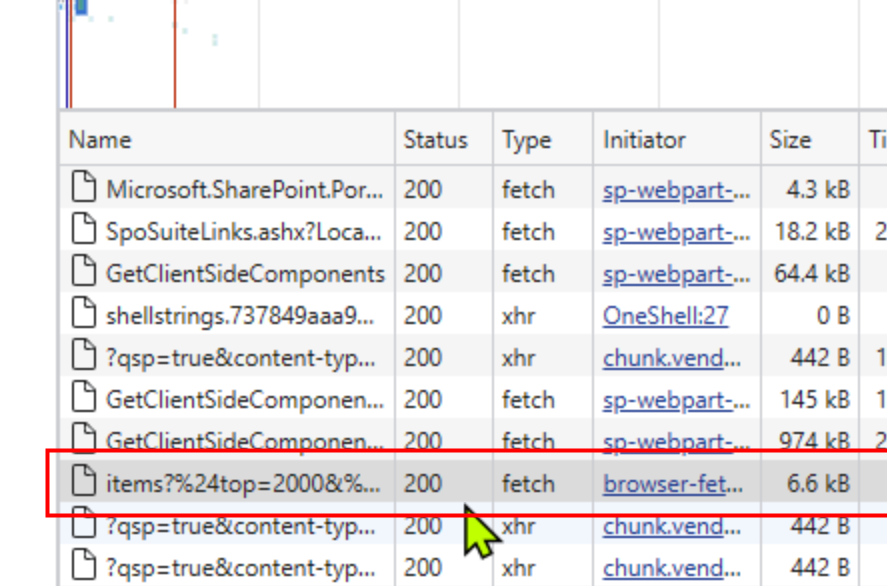 Name Status Type Initiator Size Ti
Microsoft.SharePoint.Por... 200 fetch sp-webpart-... 4.3 kB
SpoSuiteLinks.ashx?Loca... 200 fetch sp-webpart-... 18.2 kB 2
GetClientSideComponents 200 fetch sp-webpart-... 64.4 kB
shellstrings.737849aaa9... 200 xhr OneShell:27 0 B
?qsp=true&content-typ... 200 xhr chunk.vend... 442 B 1
GetClientSideComponen... 200 fetch sp-webpart-... 145 kB 1
GetClientSideComponen... 200 fetch sp-webpart-... 974 kB 2
items?%24top=2000&%... 200 fetch browser-fet... 6.6 kB
?qsp=true&content-typ... 200 xhr chunk.vend... 442 B
?qsp=true&content-typ... 200 xhr chunk.vend... 442 B